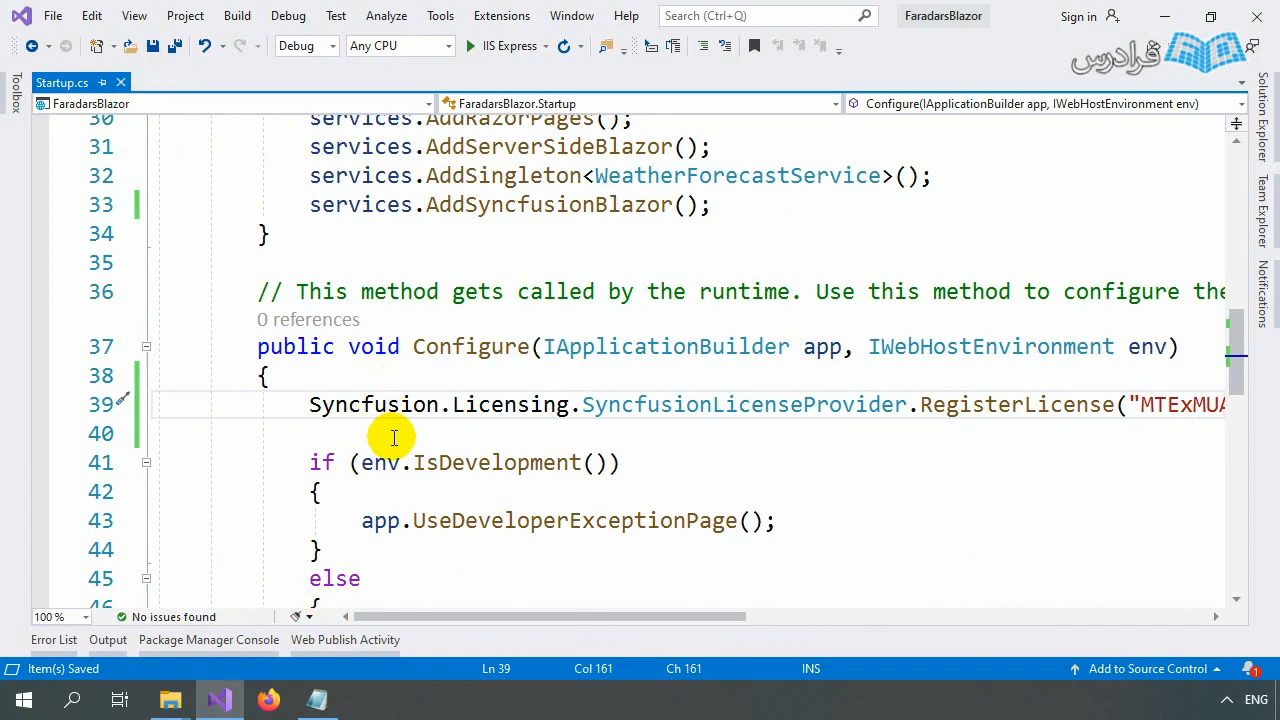 File Edit View Project Build Debug Test Analyze Tools Extensions Window Help Search (Ctrl+Q) FaradarsBlazor Sign in
Debug Any CPU IIS Express
فرادرس
Startup.cs
FaradarsBlazor FaradarsBlazor.Startup Configure(IApplicationBuilder app, IWebHostEnvironment env)
Toolbox
Solution Explorer
Team Explorer
Notifications
30 services.AddRazorPages();
31 services.AddServerSideBlazor();
32 services.AddSingleton<WeatherForecastService>();
33 services.AddSyncfusionBlazor();
34 }
35
36 // This method gets called by the runtime. Use this method to configure the
0 references
37 public void Configure(IApplicationBuilder app, IWebHostEnvironment env)
38 {
39 Syncfusion.Licensing.SyncfusionLicenseProvider.RegisterLicense("MTExMUA
40
41 if (env.IsDevelopment())
42 {
43 app.UseDeveloperExceptionPage();
44 }
45 else
46 {
100 % No issues found
Error List Output Package Manager Console Web Publish Activity
Item(s) Saved Ln 39 Col 161 Ch 161 INS Add to Source Control 1
ENG